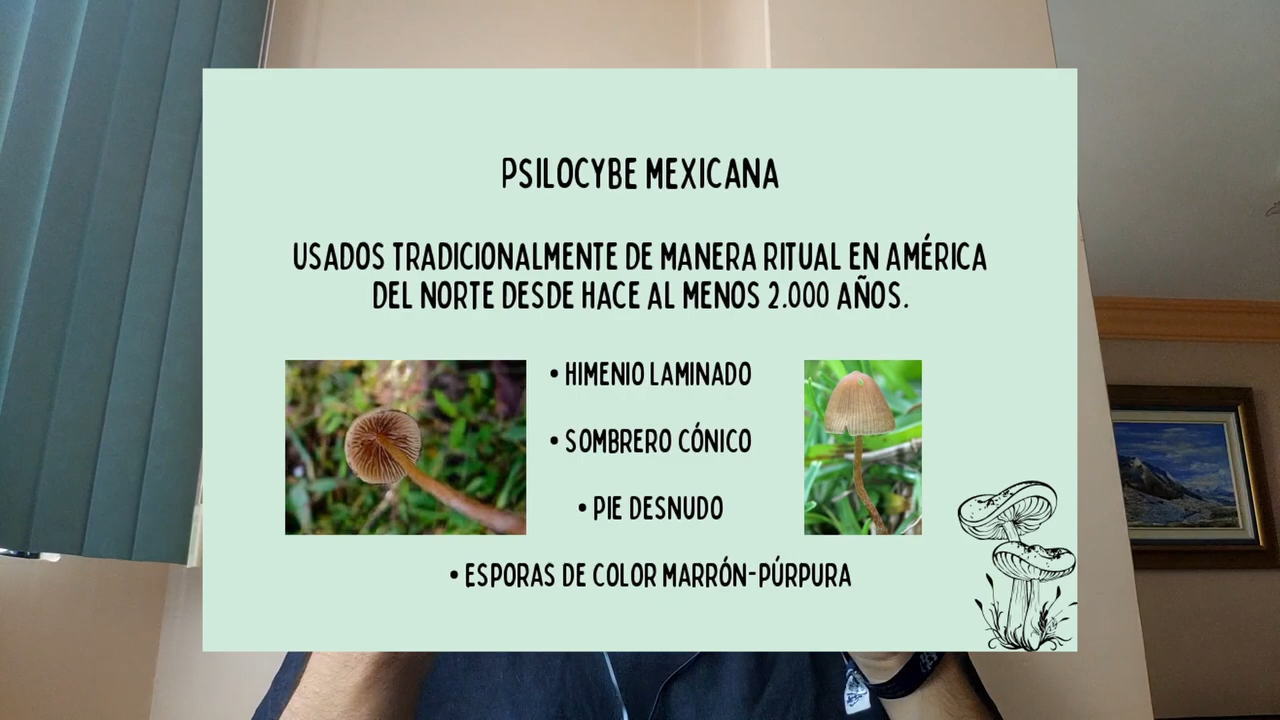 PSILOCYBE MEXICANA
USADOS TRADICIONALMENTE DE MANERA RITUAL EN AMÉRICA
DEL NORTE DESDE HACE AL MENOS 2.000 AÑOS.
• HIMENIO LAMINADO
• SOMBRERO CÓNICO
• PIE DESNUDO
• ESPORAS DE COLOR MARRÓN-PÚRPURA